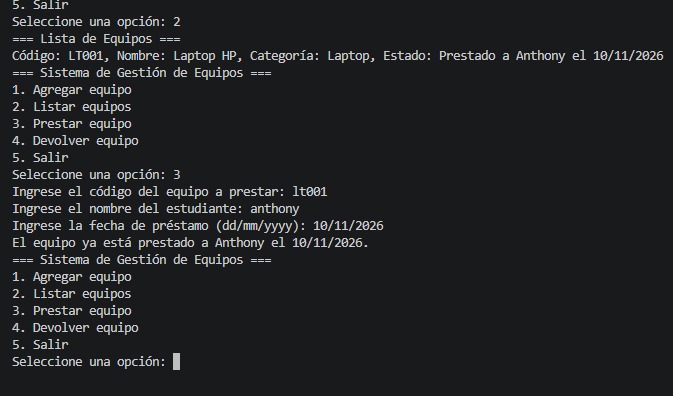 5. Salir
Seleccione una opción: 2
=== Lista de Equipos ===
Código: LT001, Nombre: Laptop HP, Categoría: Laptop, Estado: Prestado a Anthony el 10/11/2026
=== Sistema de Gestión de Equipos ===
1. Agregar equipo
2. Listar equipos
3. Prestar equipo
4. Devolver equipo
5. Salir
Seleccione una opción: 3
Ingrese el código del equipo a prestar: lt001
Ingrese el nombre del estudiante: anthony
Ingrese la fecha de préstamo (dd/mm/yyyy): 10/11/2026
El equipo ya está prestado a Anthony el 10/11/2026.
=== Sistema de Gestión de Equipos ===
1. Agregar equipo
2. Listar equipos
3. Prestar equipo
4. Devolver equipo
5. Salir
Seleccione una opción: